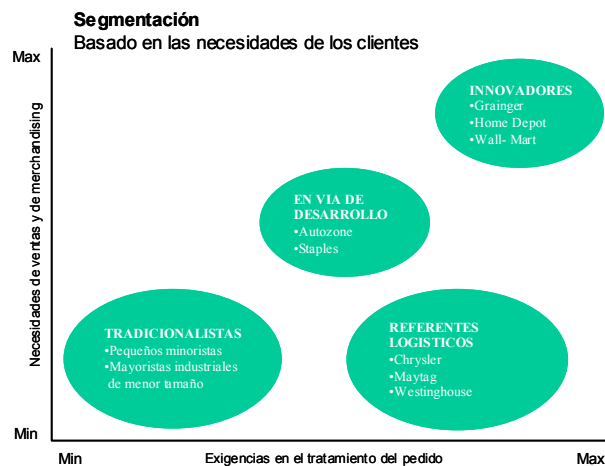 Segmentación
Basado en las necesidades de los clientes
Max
Necesidades de ventas y de merchandising
INNOVADORES
•Grainger
•Home Depot
•Wall- Mart
EN VIA DE
DESARROLLO
•Autozone
•Staples
TRADICIONALISTAS
•Pequeños minoristas
•Mayoristas industriales
de menor tamaño
REFERENTES
LOGISTICOS
•Chrysler
•Maytag
•Westinghouse
Min
Min
Exigencias en el tratamiento del pedido
Max